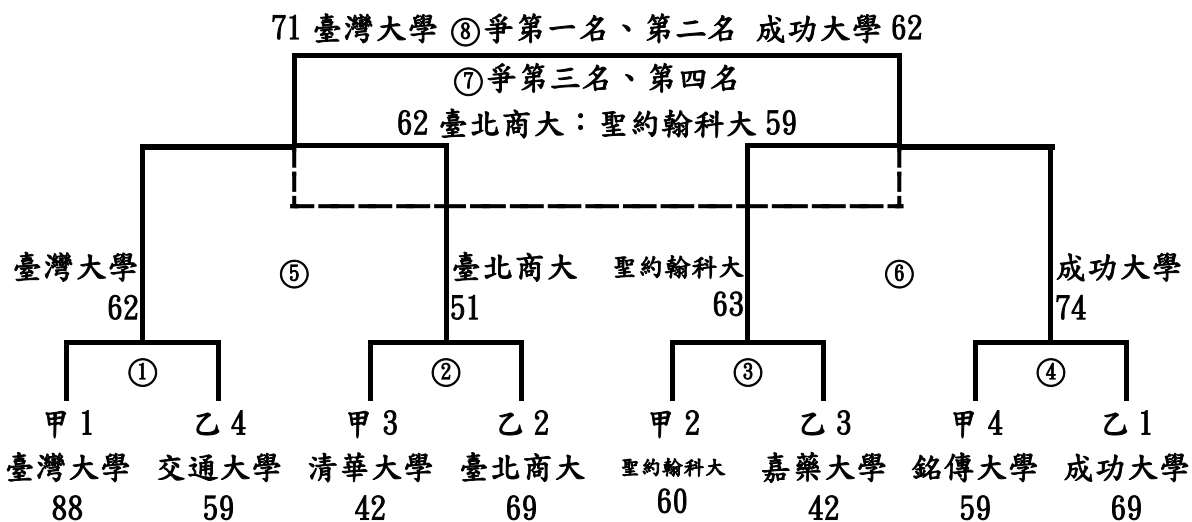 71 臺灣大學 ⑧爭第一名、第二名 成功大學 62
⑦爭第三名、第四名
62 臺北商大：聖約翰科大 59
臺灣大學 ⑤ 臺北商大 聖約翰科大 ⑥ 成功大學
62 51 63 74
① ② ③ ④
甲 1 乙 4 甲 3 乙 2 甲 2 乙 3 甲 4 乙 1
臺灣大學 交通大學 清華大學 臺北商大 聖約翰科大 嘉藥大學 銘傳大學 成功大學
88 59 42 69 60 42 59 69